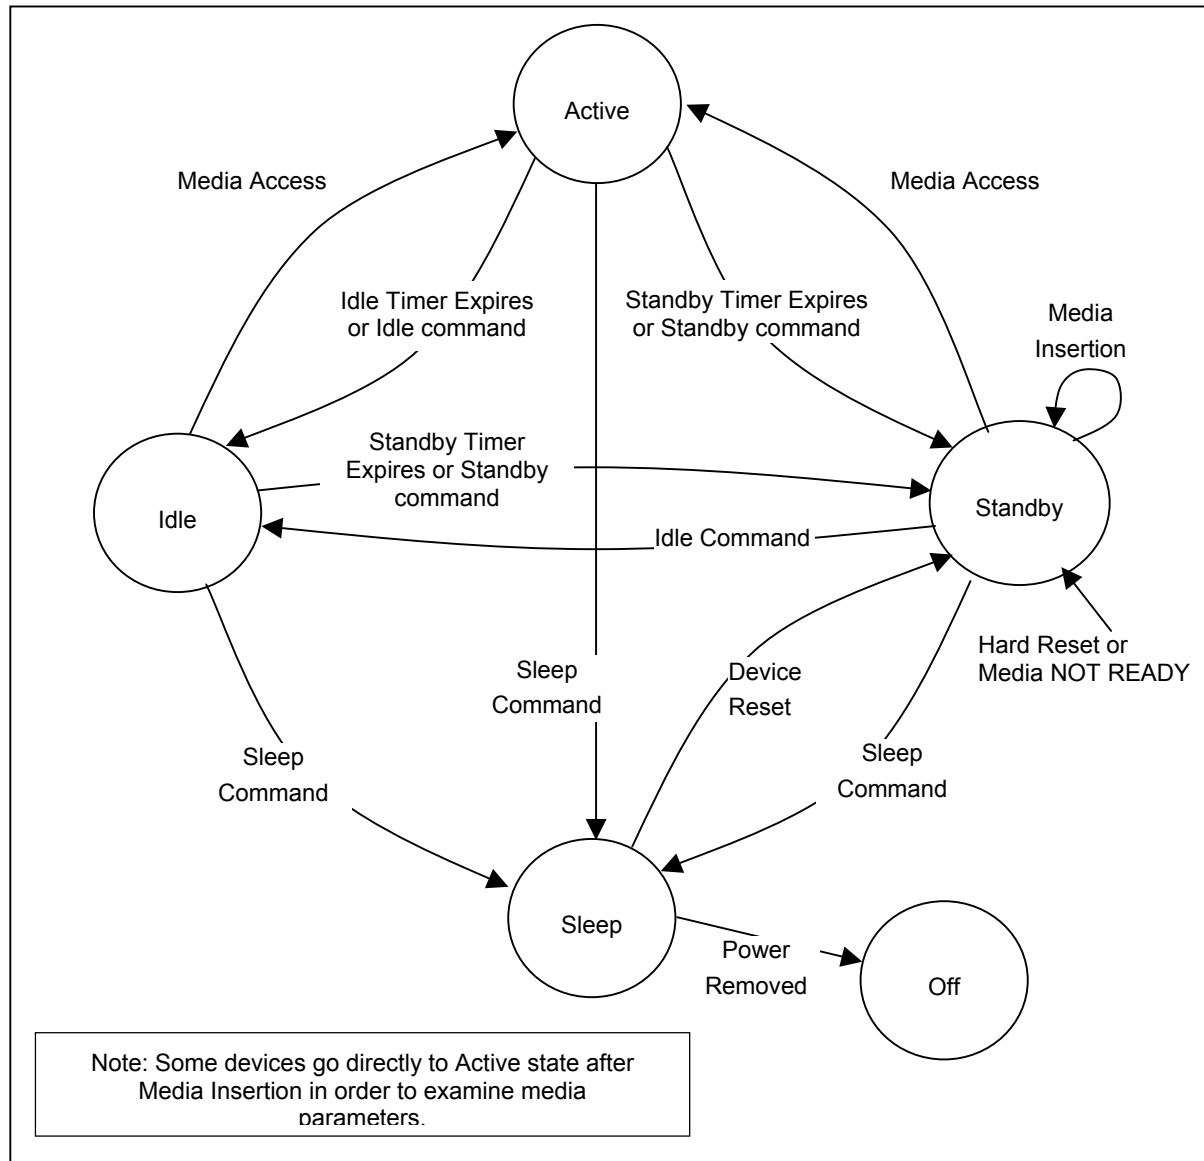 Active
Media Access
Media Access
Idle Timer Expires
or Idle command
Standby Timer Expires
or Standby command
Media
Insertion
Standby Timer
Expires or Standby
command
Idle
Standby
Idle Command
Hard Reset or
Media NOT READY
Sleep
Command
Device
Reset
Sleep
Command
Sleep
Command
Sleep
Power
Removed
Off
Note: Some devices go directly to Active state after
Media Insertion in order to examine media
parameters.